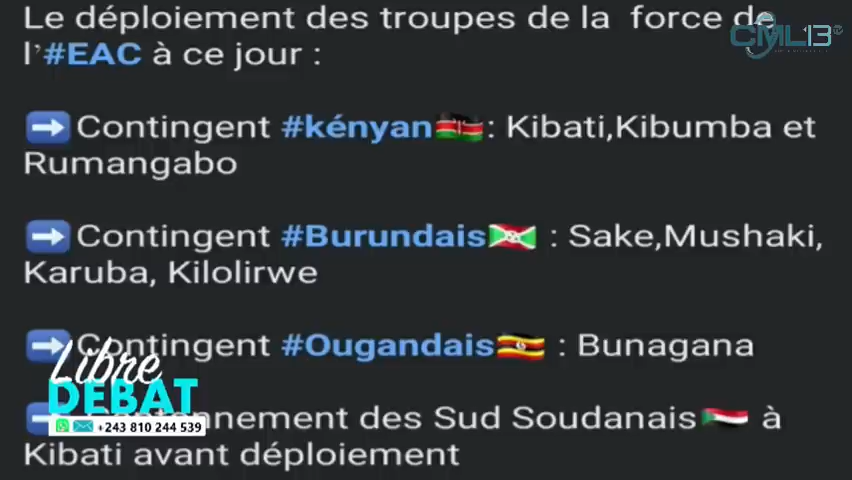 Le déploiement des troupes de la force de
l’#EAC à ce jour :
CML13
Contingent #kényan : Kibati,Kibumba et
Rumangabo
Contingent #Burundais : Sake,Mushaki,
Karuba, Kilolirwe
Contingent #Ougandais : Bunagana
Libre
DEBAT
des Sud Soudanais à
+243 810 244 539
Kibati avant déploiement